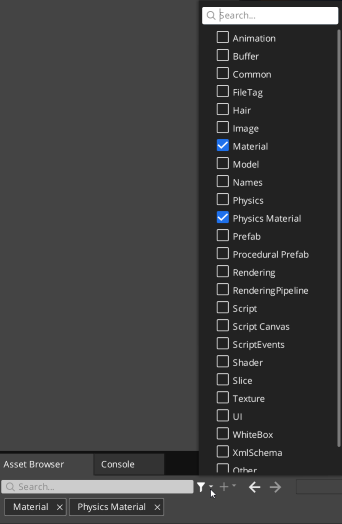 Search...
Animation
Buffer
Common
FileTag
Hair
Image
Material
Model
Names
Physics
Physics Material
Prefab
Procedural Prefab
Rendering
RenderingPipeline
Script
Script Canvas
ScriptEvents
Shader
Slice
Texture
UI
WhiteBox
XmlSchema
Other
Asset Browser Console
Search...
Material Physics Material